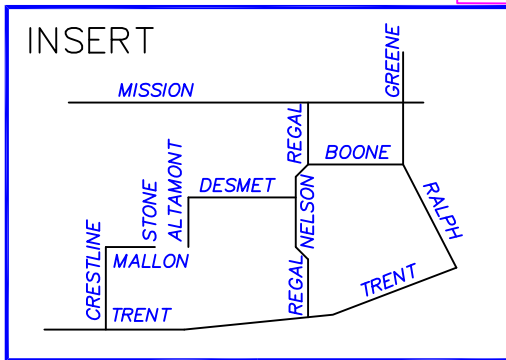 INSERT
GREENE
MISSION
REGAL
BOONE
STONE
ALTAMONT
DESMET
NELSON
RALPH
CRESTLINE
MALLON
REGAL
TRENT
TRENT